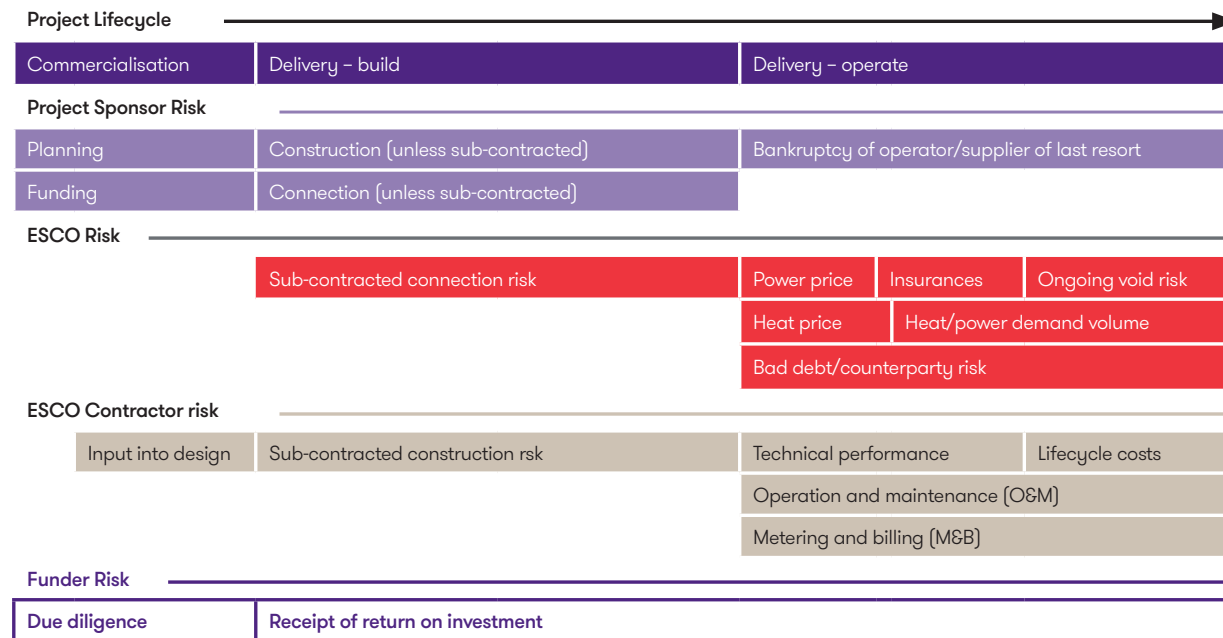 Project Lifecycle
Commercialisation
Delivery – build
Delivery – operate
Project Sponsor Risk
Planning
Construction (unless sub-contracted)
Bankruptcy of operator/supplier of last resort
Funding
Connection (unless sub-contracted)
ESCO Risk
Sub-contracted connection risk
Power price
Insurances
Ongoing void risk
Heat price
Heat/power demand volume
Bad debt/counterparty risk
ESCO Contractor risk
Input into design
Sub-contracted construction rsk
Technical performance
Lifecycle costs
Operation and maintenance (O&M)
Metering and billing (M&B)
Funder Risk
Due diligence
Receipt of return on investment